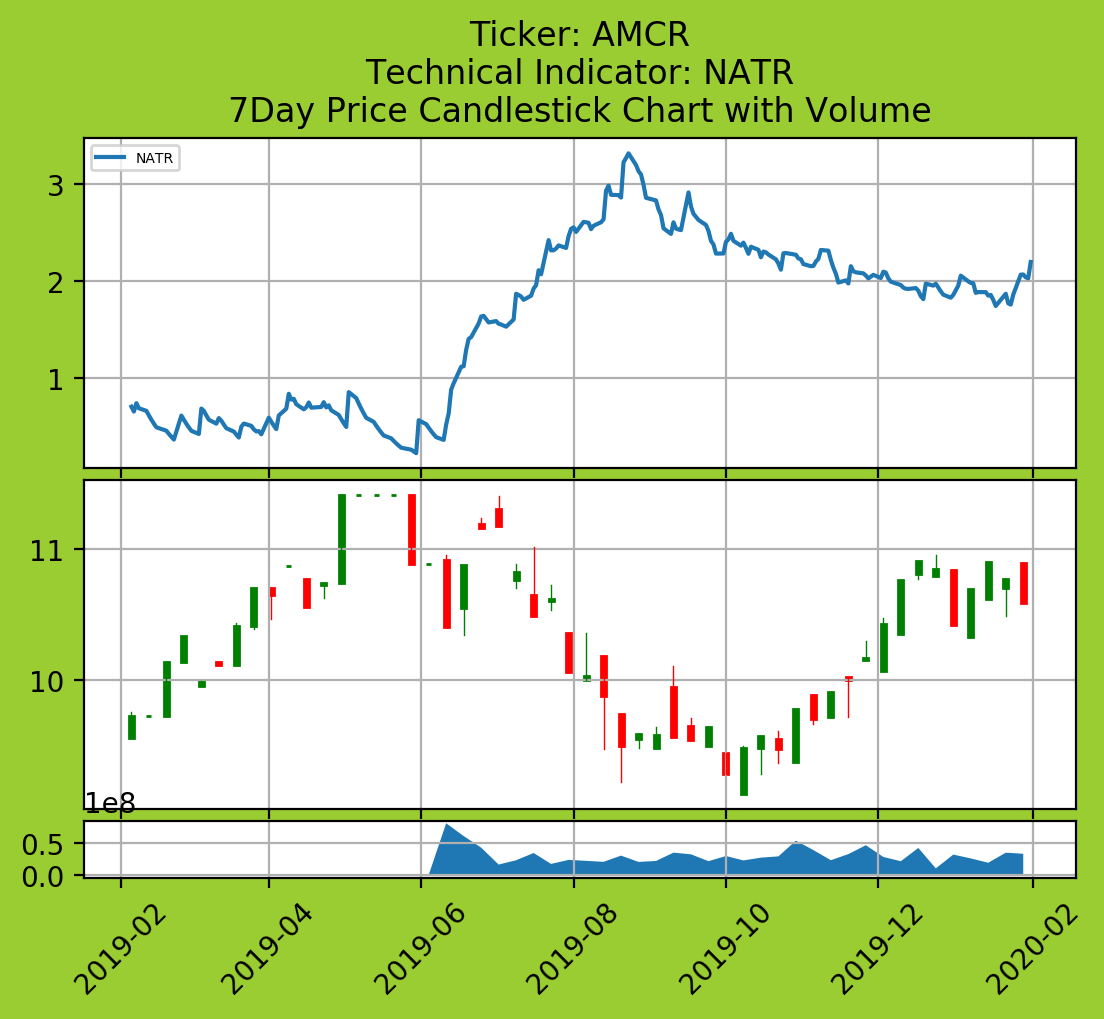 Ticker: AMCR
Technical Indicator: NATR
7Day Price Candlestick Chart with Volume
NATR
3
2
1
11
10
1e8
0.5
0.0
2019-02
2019-04
2019-06
2019-08
2019-10
2019-12
2020-02